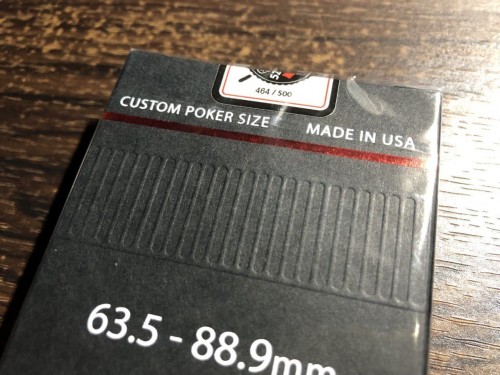 464 / 500
CUSTOM POKER SIZE MADE IN USA
63.5 - 88.9mm